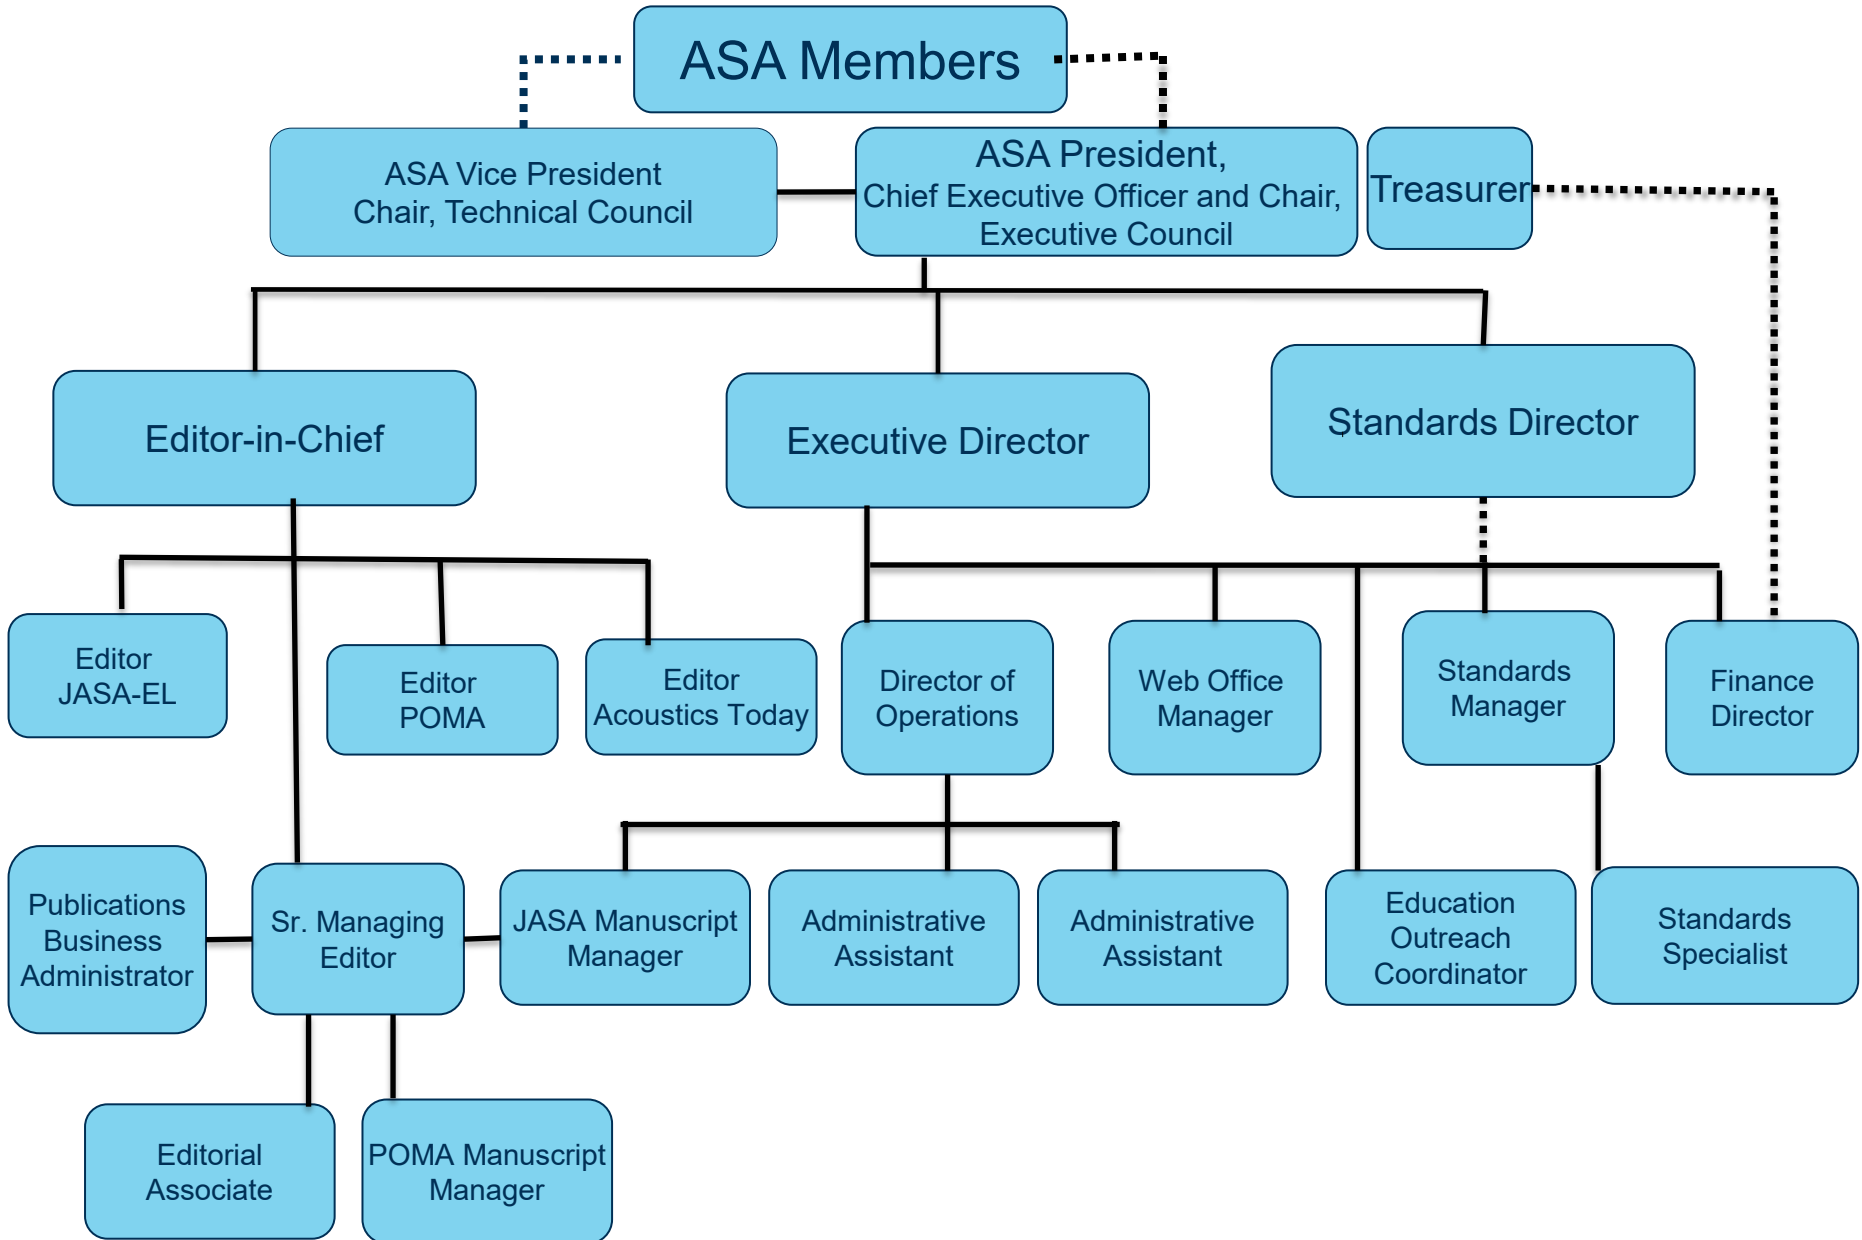 ASA Members
ASA Vice President
Chair, Technical Council
ASA President,
Chief Executive Officer and Chair,
Executive Council
Treasurer
Editor-in-Chief
Executive Director
Standards Director
Editor
JASA-EL
Editor
POMA
Editor
Acoustics Today
Director of
Operations
Web Office
Manager
Standards
Manager
Finance
Director
Publications
Business
Administrator
Sr. Managing
Editor
JASA Manuscript
Manager
Administrative
Assistant
Administrative
Assistant
Education
Outreach
Coordinator
Standards
Specialist
Editorial
Associate
POMA Manuscript
Manager